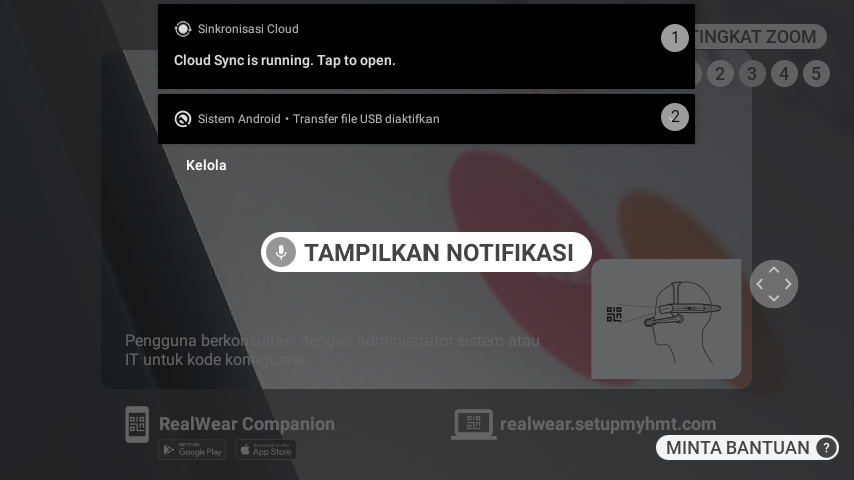 Sinkronisasi Cloud
Cloud Sync is running. Tap to open.
1
TINGKAT ZOOM
2 3 4 5
Sistem Android • Transfer file USB diaktifkan
2
Kelola
TAMPILKAN NOTIFIKASI
Pengguna berkonsultasi dengan administrator sistem atau
IT untuk kode konfigurasi.
RealWear Companion
GET IT ON
Google Play
Download on the
App Store
realwear.setupmyhmt.com
MINTA BANTUAN ?